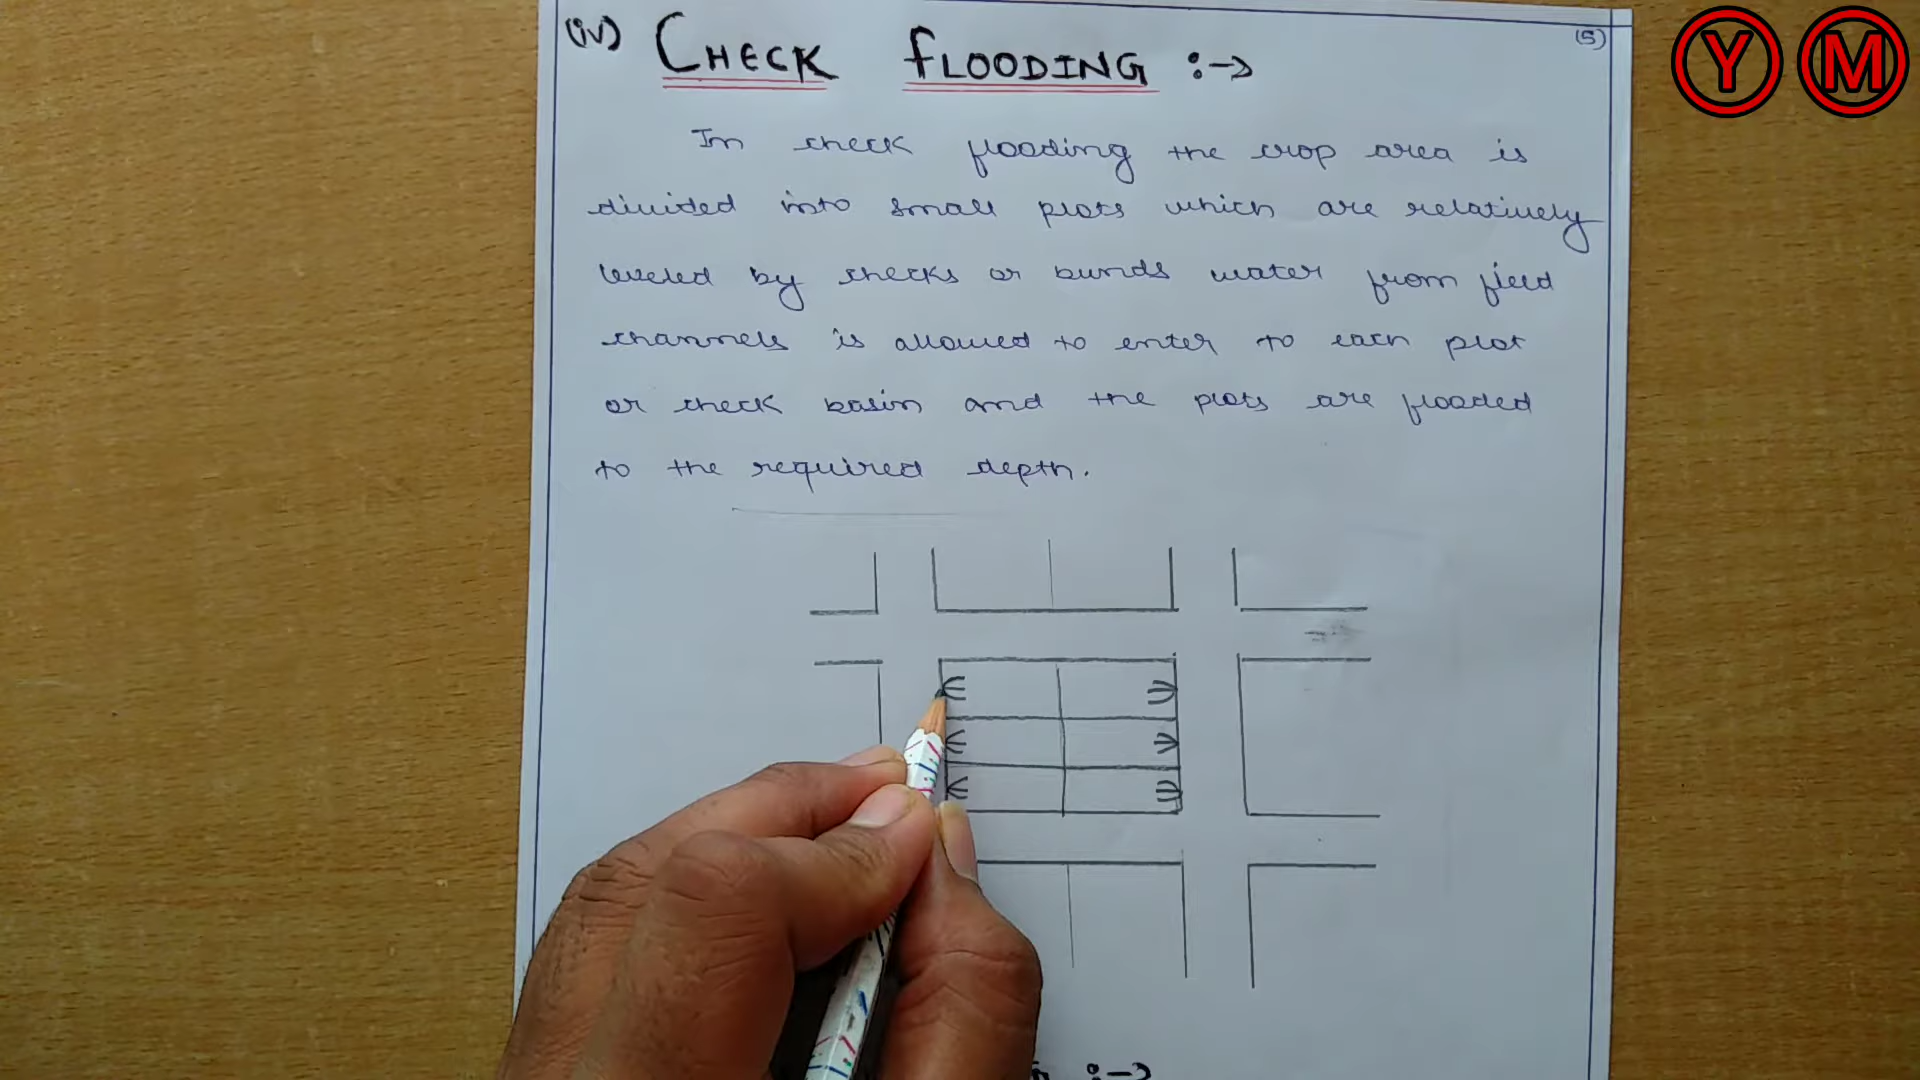 (iv) CHECK FLOODING :→
(5)
Y M
In check flooding the crop area is
divided into small plots which are relatively
leveled by checks or bunds water from field
channels is allowed to enter to each plot
or check basin and the plots are flooded
to the required depth.
:→